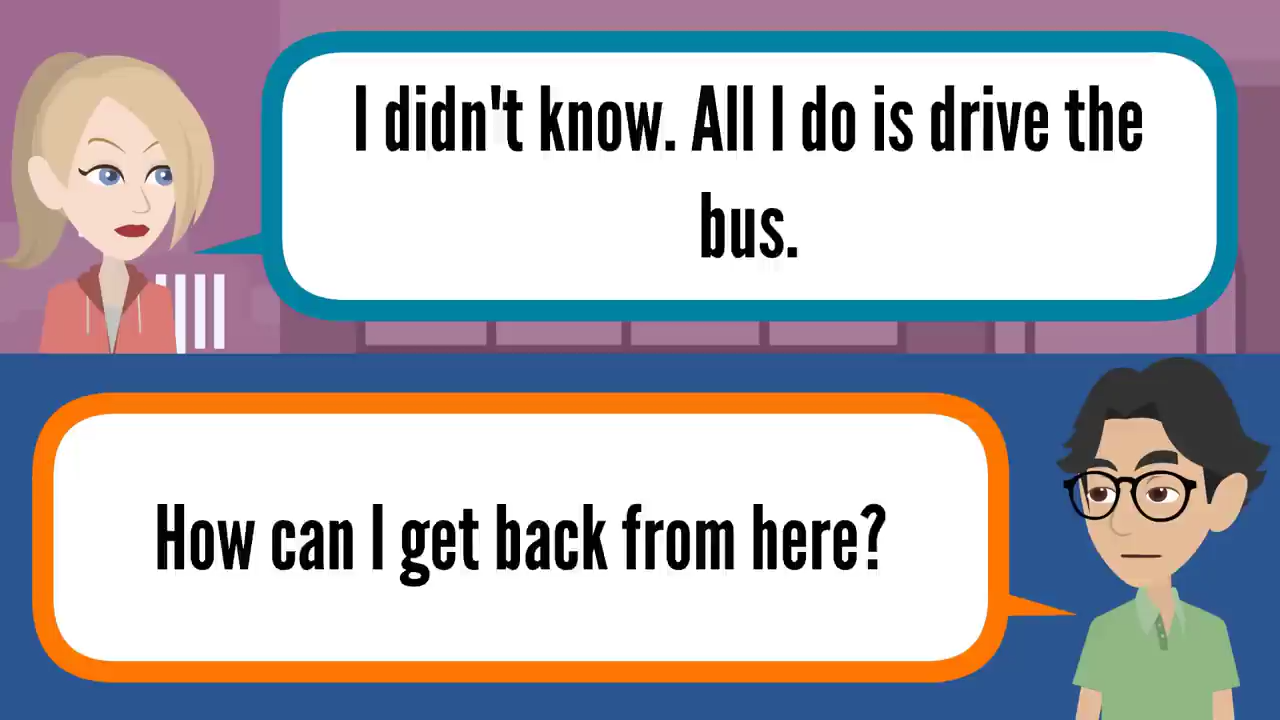 I didn't know. All I do is drive the
bus.
How can I get back from here?